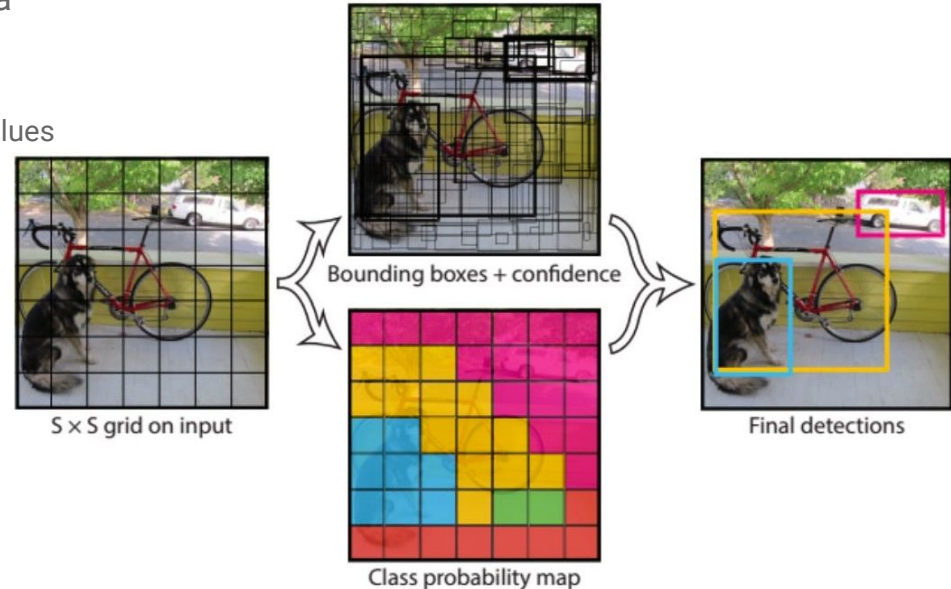 a
lues
Bounding boxes + confidence
S × S grid on input
Final detections
Class probability map